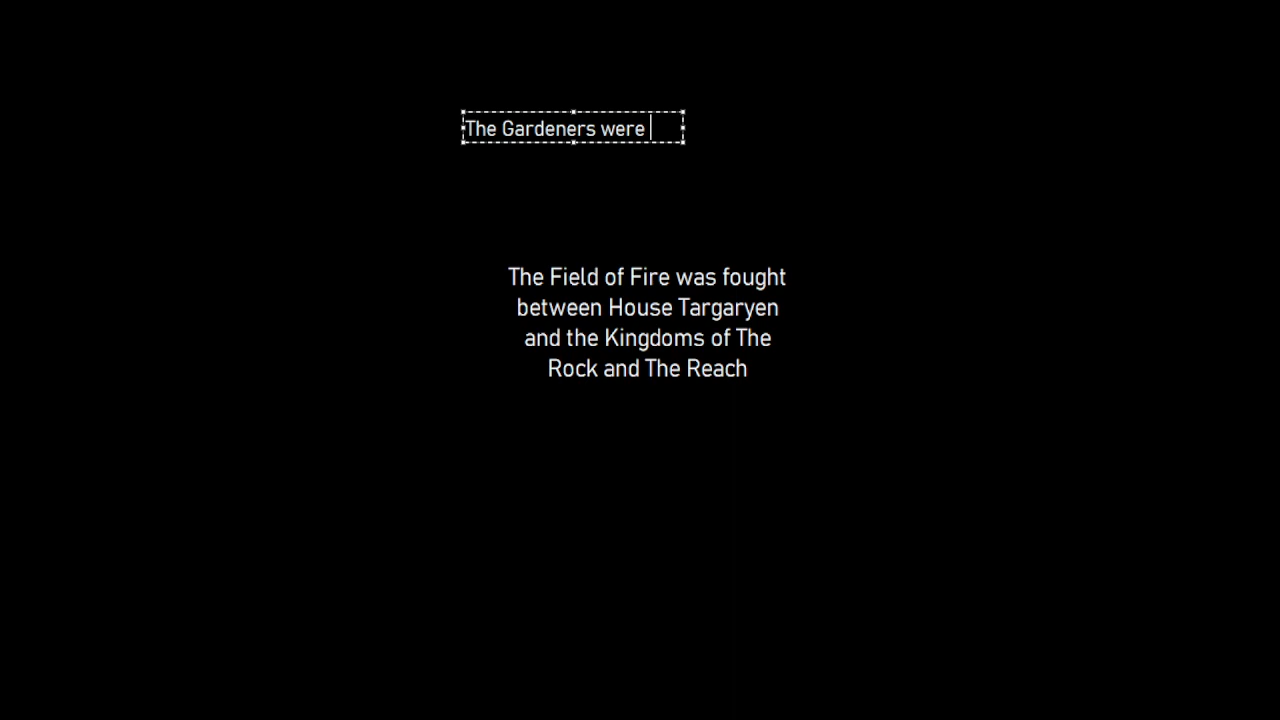 The Gardeners were
The Field of Fire was fought
between House Targaryen
and the Kingdoms of The
Rock and The Reach